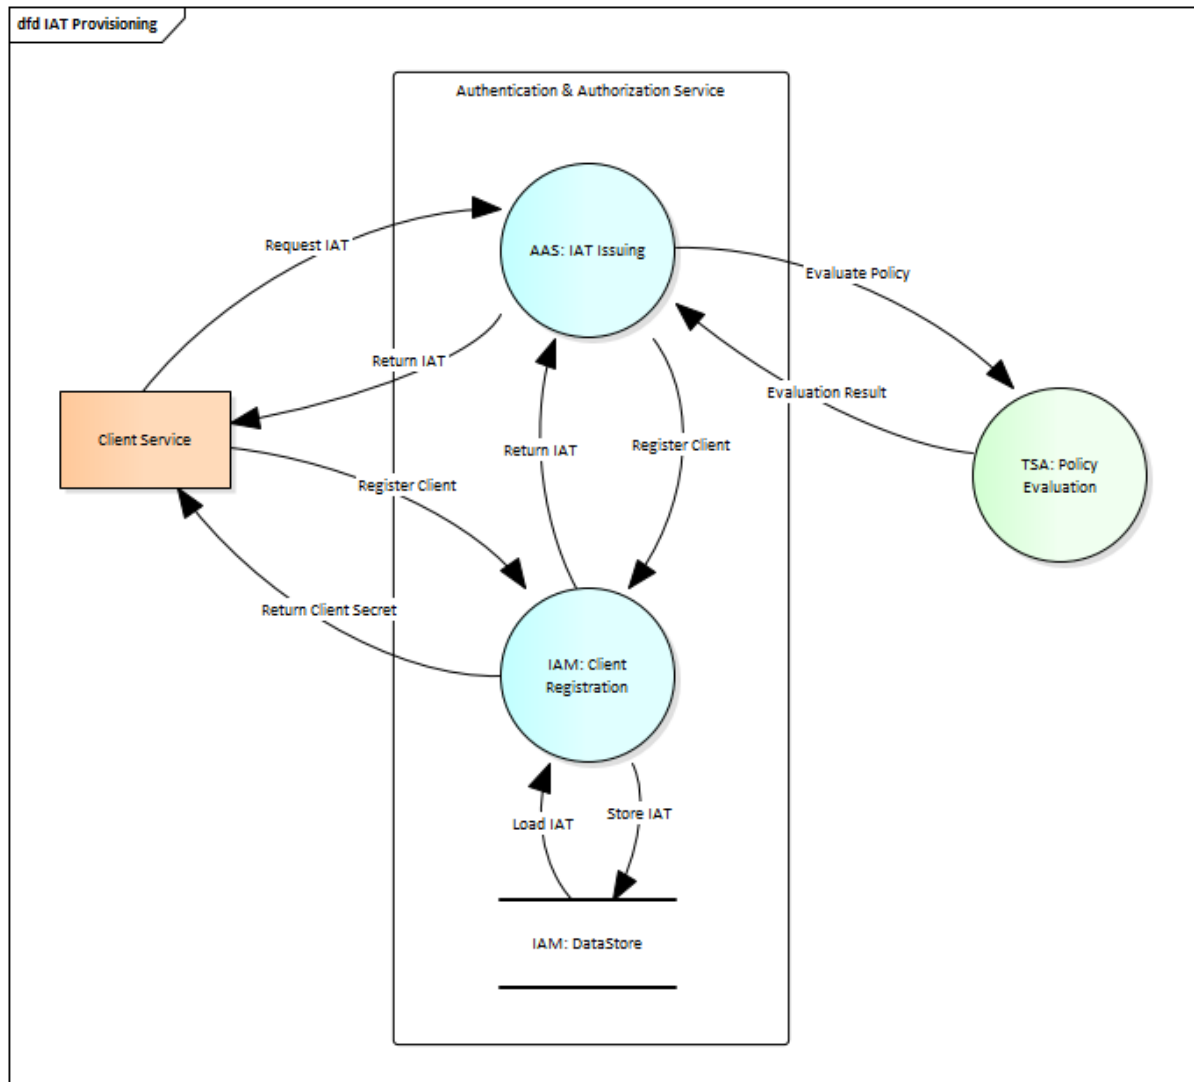 dfd IAT Provisioning
Authentication & Authorization Service
AAS: IAT Issuing
Request IAT
Evaluate Policy
Return IAT
Evaluation Result
Client Service
Return IAT
Register Client
TSA: Policy
Evaluation
Register Client
Return Client Secret
IAM: Client
Registration
Load IAT
Store IAT
IAM: DataStore